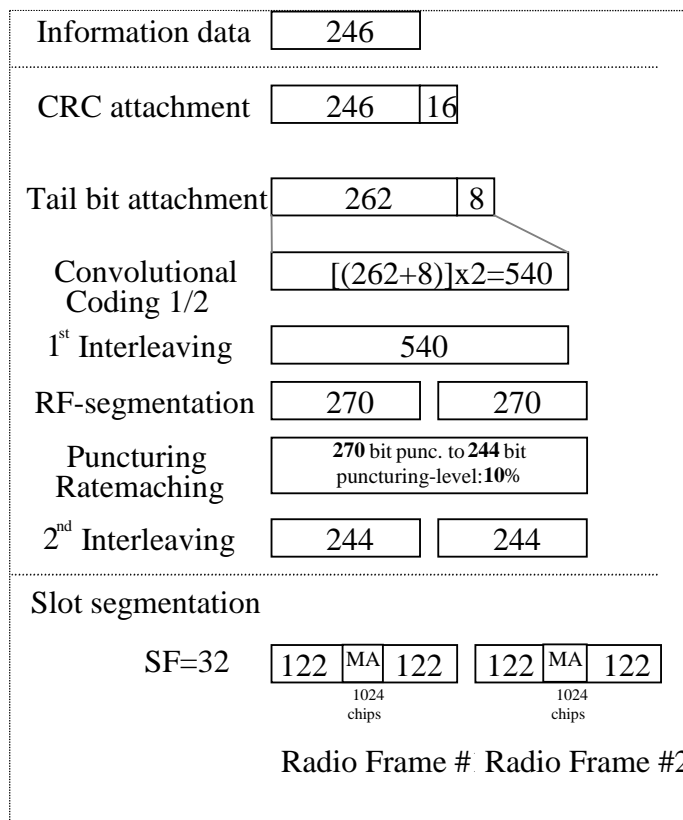 Information data 246
CRC attachment 246 16
Tail bit attachment 262 8
Convolutional
Coding 1/2
[(262+8)]x2=540
1st Interleaving 540
RF-segmentation 270 270
Puncturing
Ratemaching
270 bit punc. to 244 bit
puncturing-level:10%
2nd Interleaving 244 244
Slot segmentation
SF=32 122 MA 122 122 MA 122
1024
chips
1024
chips
Radio Frame # Radio Frame #2